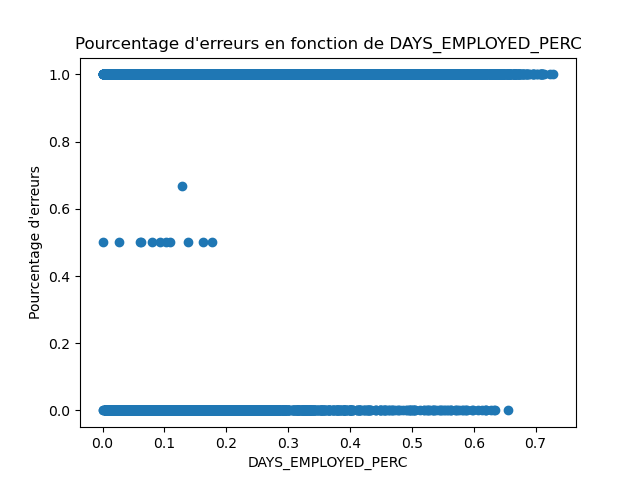 Pourcentage d'erreurs en fonction de DAYS_EMPLOYED_PERC
1.0
0.8
0.6
0.4
0.2
0.0
Pourcentage d'erreurs
0.0 0.1 0.2 0.3 0.4 0.5 0.6 0.7
DAYS_EMPLOYED_PERC